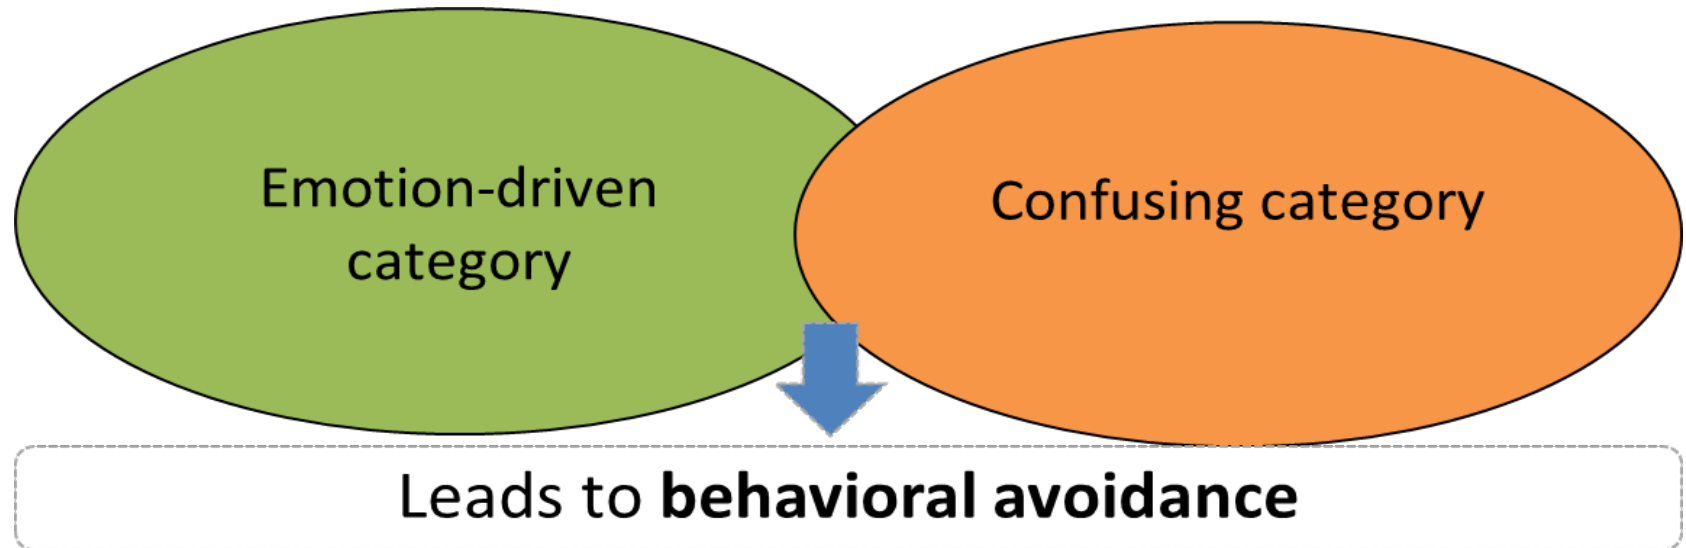 Emotion-driven
category
Confusing category
Leads to behavioral avoidance